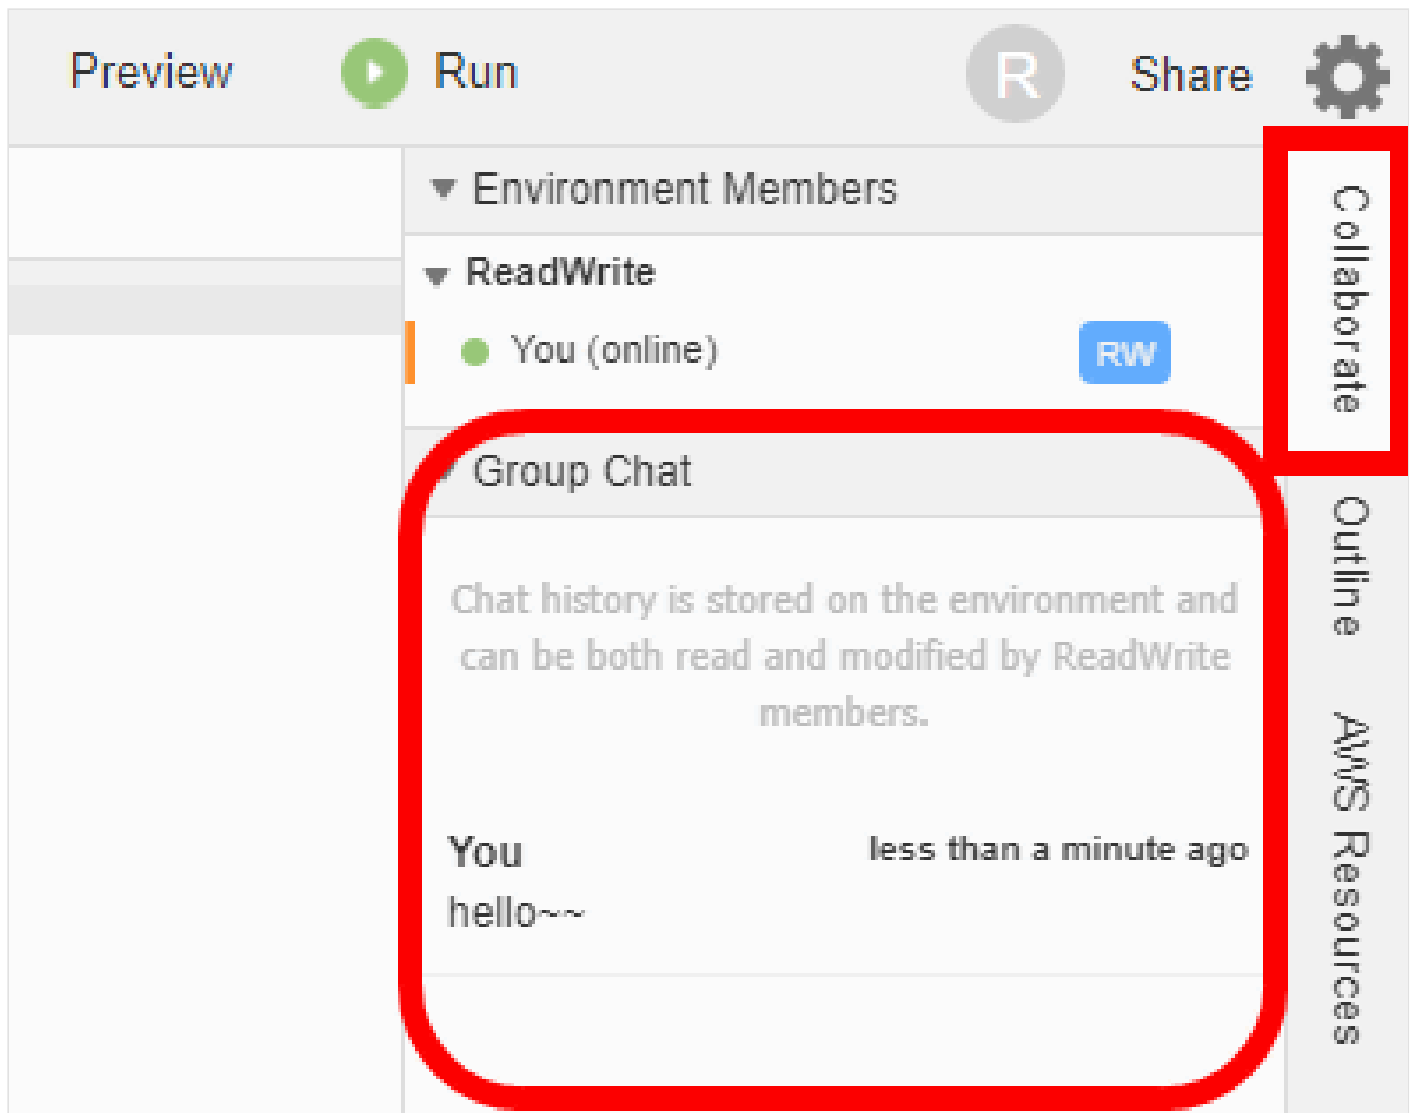 Preview
Run
R
Share
Environment Members
ReadWrite
You (online)
RW
Group Chat
Chat history is stored on the environment and
can be both read and modified by ReadWrite
members.
You
less than a minute ago
hello~~
Collaborate
Outline
AWS Resources